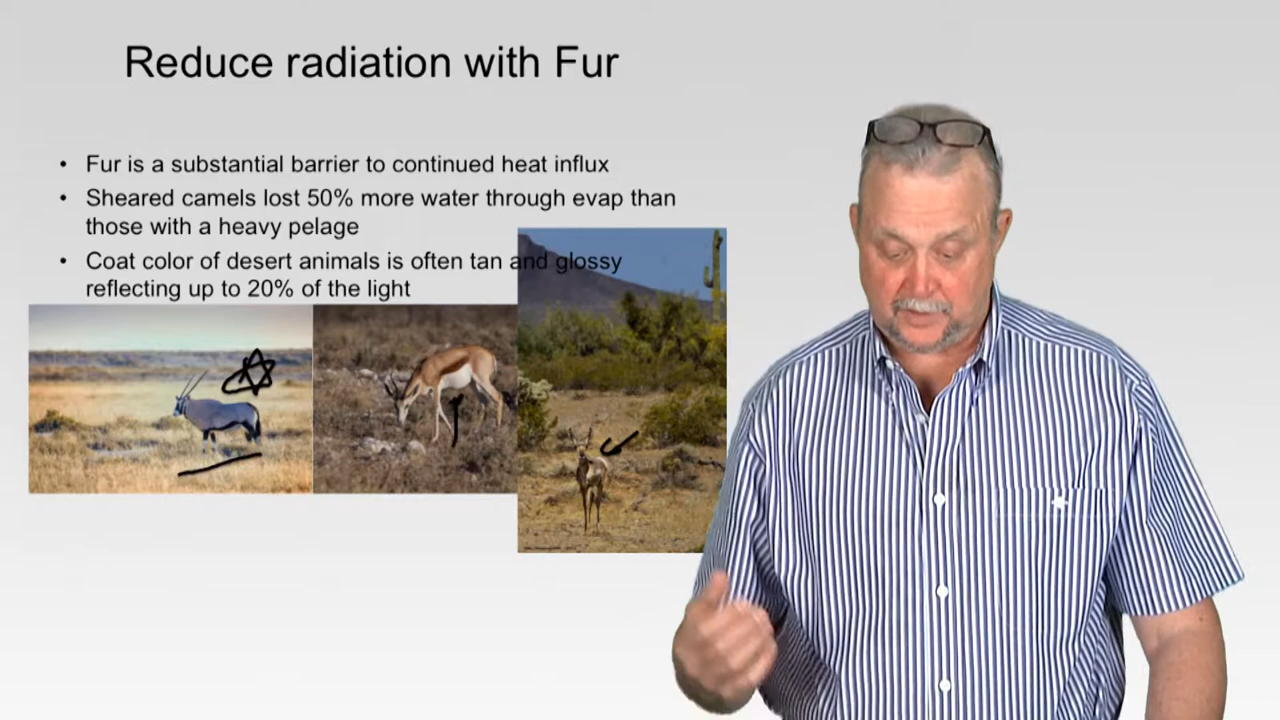 Reduce radiation with Fur
• Fur is a substantial barrier to continued heat influx
• Sheared camels lost 50% more water through evap than
those with a heavy pelage
• Coat color of desert animals is often tan and glossy
reflecting up to 20% of the light